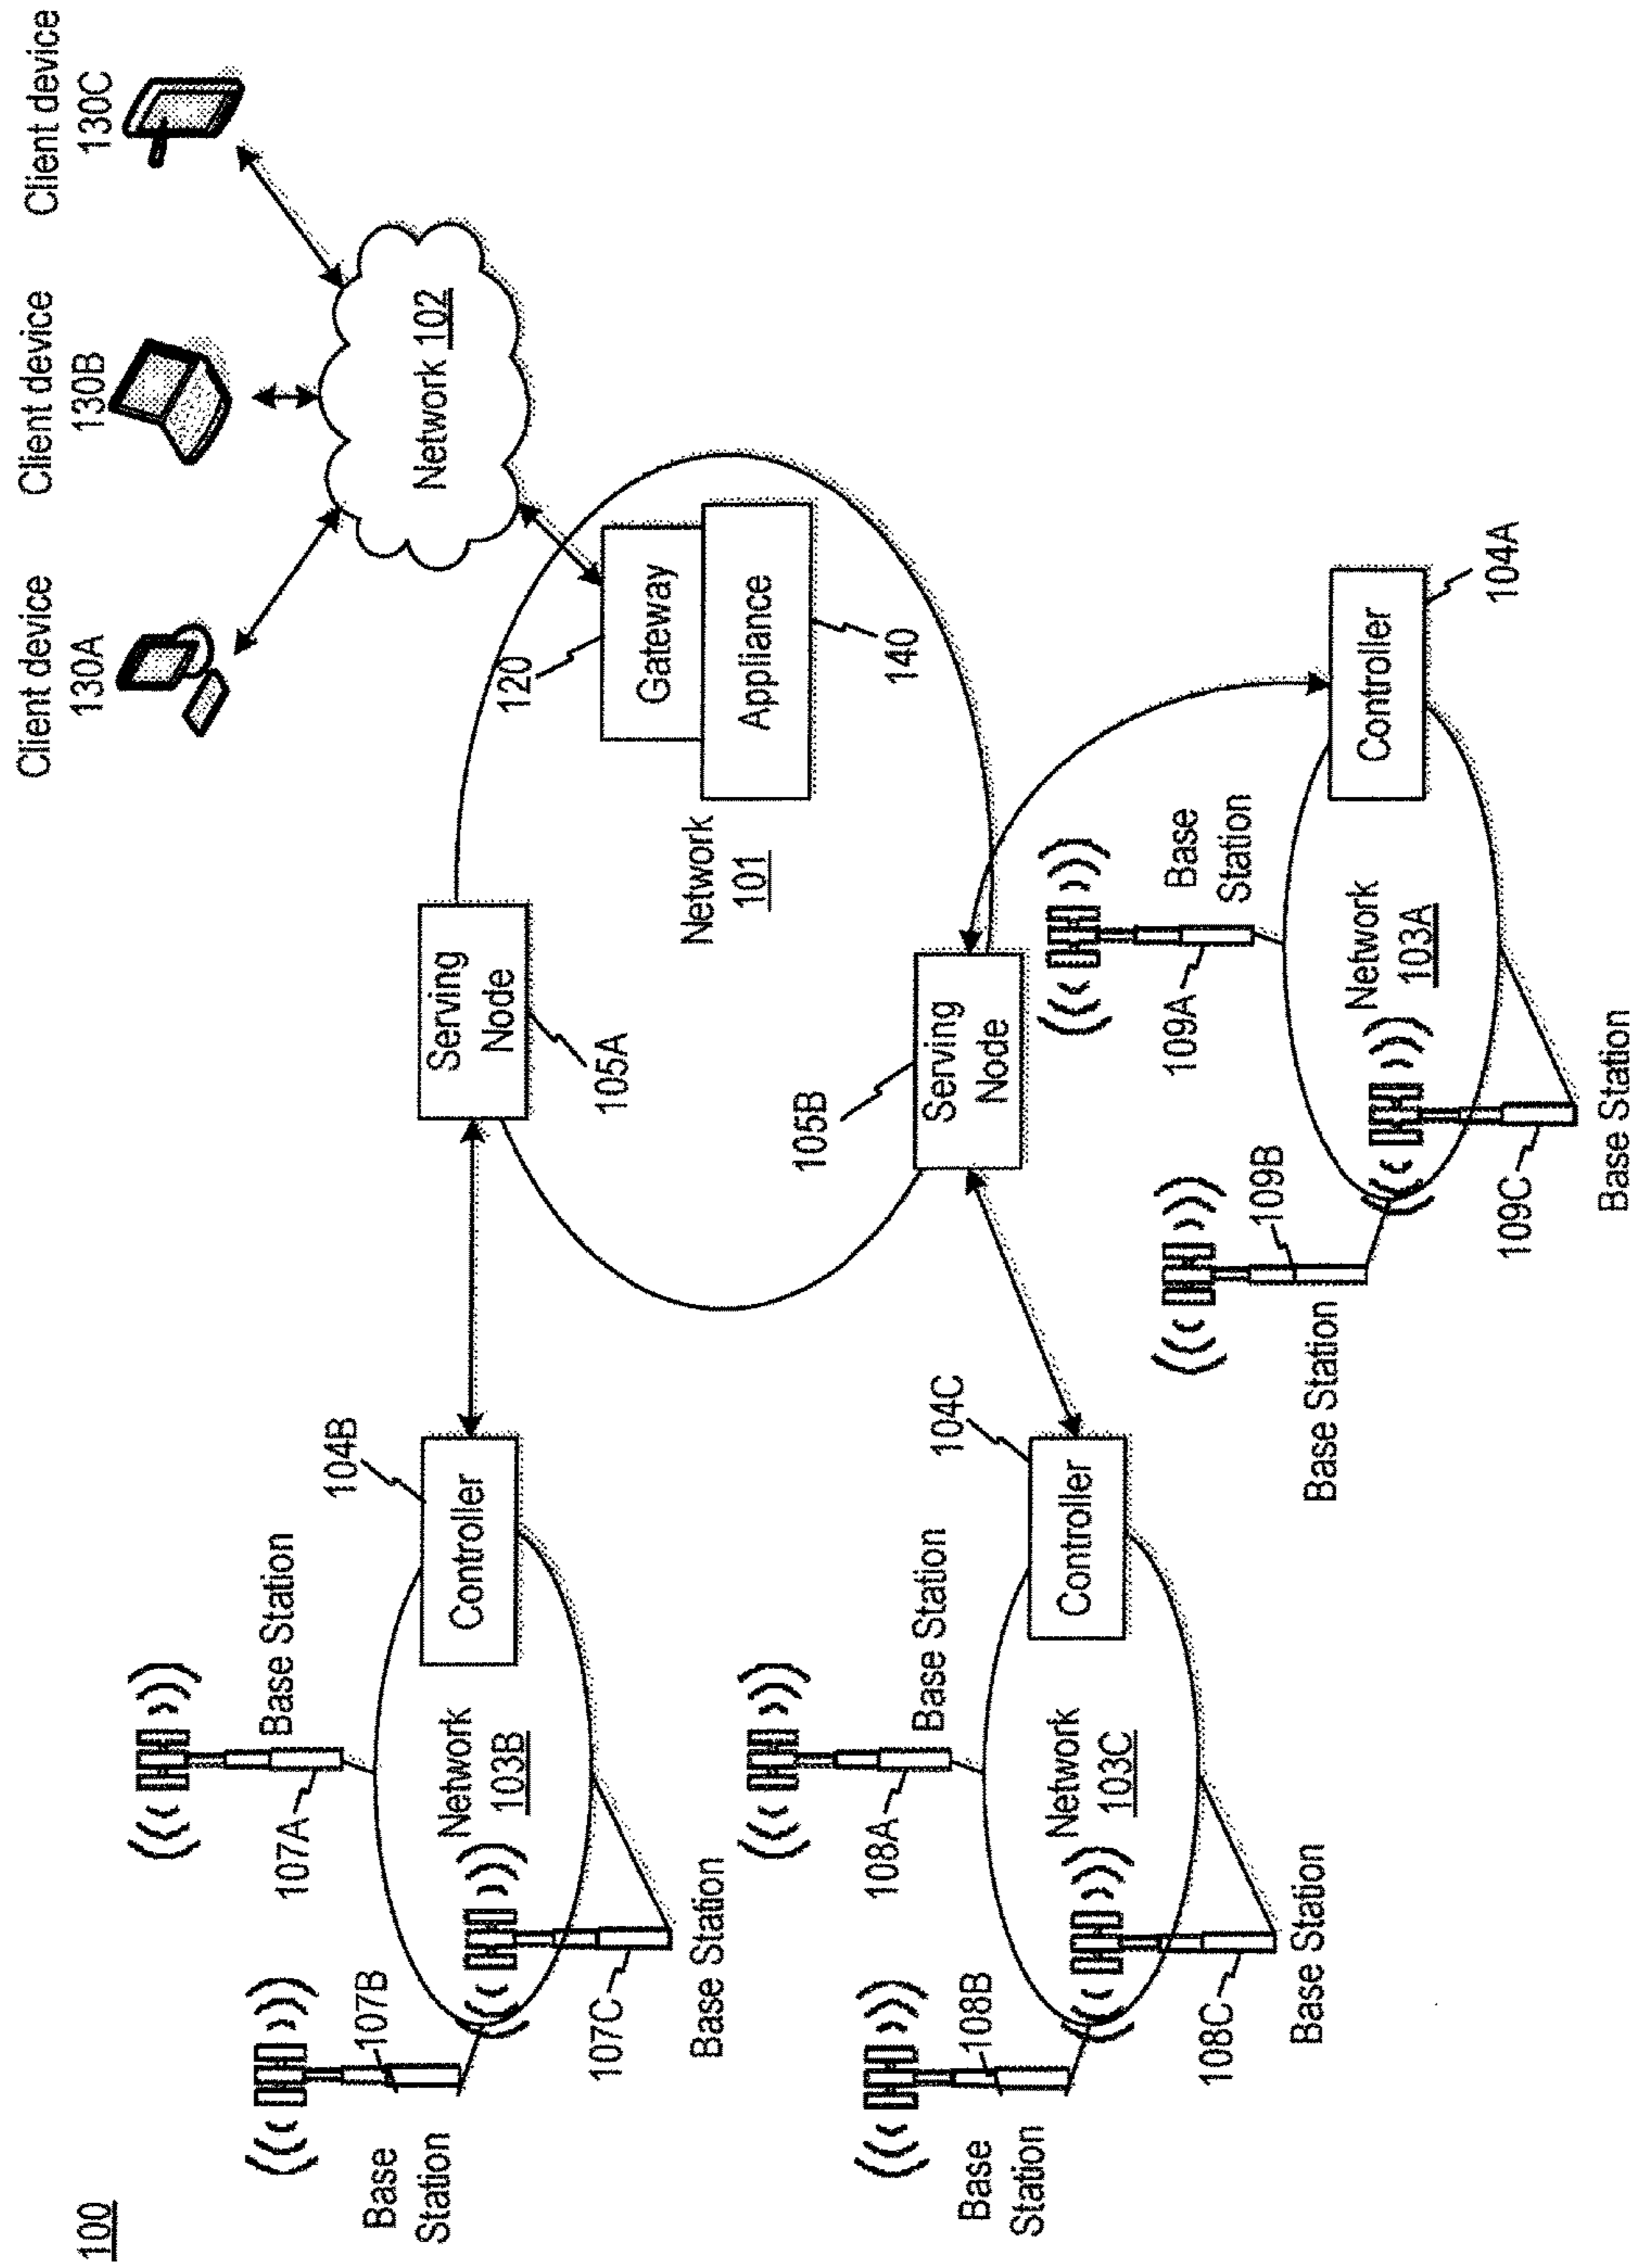 100
Client device
130A
Client device
130B
Client device
130C
Network 102
120
Gateway
Appliance
140
Network
101
Serving
Node
105A
105B
Serving
Node
104B
Controller
Base Station
107A
Network
103B
107B
Base
Station
107C
Base Station
104C
Controller
Base Station
108A
Network
103C
108B
Base
Station
108C
Base Station
Controller
104A
Base
Station
109A
Network
103A
109B
Base Station
109C
Base Station